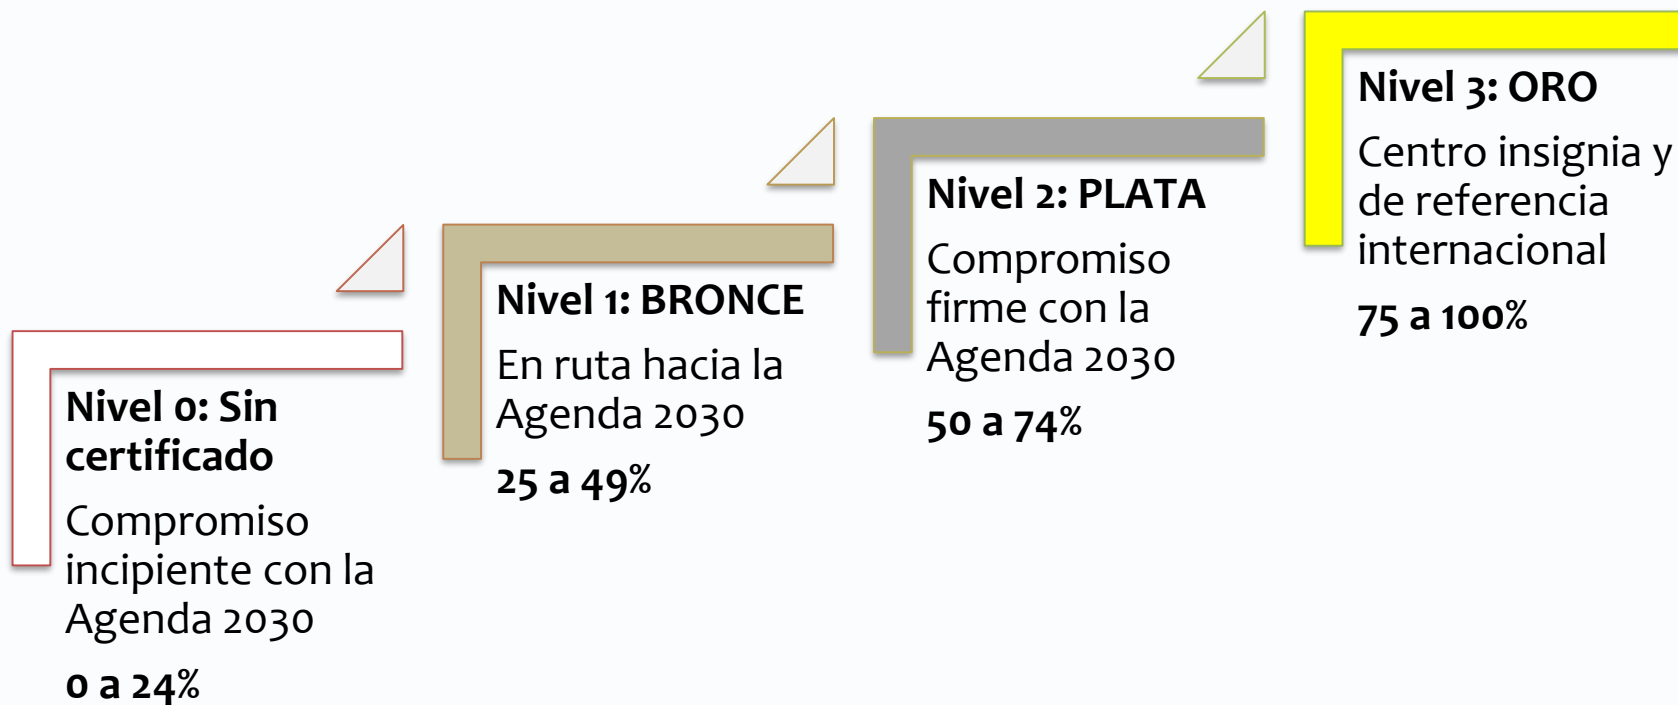 Nivel 0: Sin
certificado
Compromiso
incipiente con la
Agenda 2030
0 a 24%
Nivel 1: BRONCE
En ruta hacia la
Agenda 2030
25 a 49%
Nivel 2: PLATA
Compromiso
firme con la
Agenda 2030
50 a 74%
Nivel 3: ORO
Centro insignia y
de referencia
internacional
75 a 100%